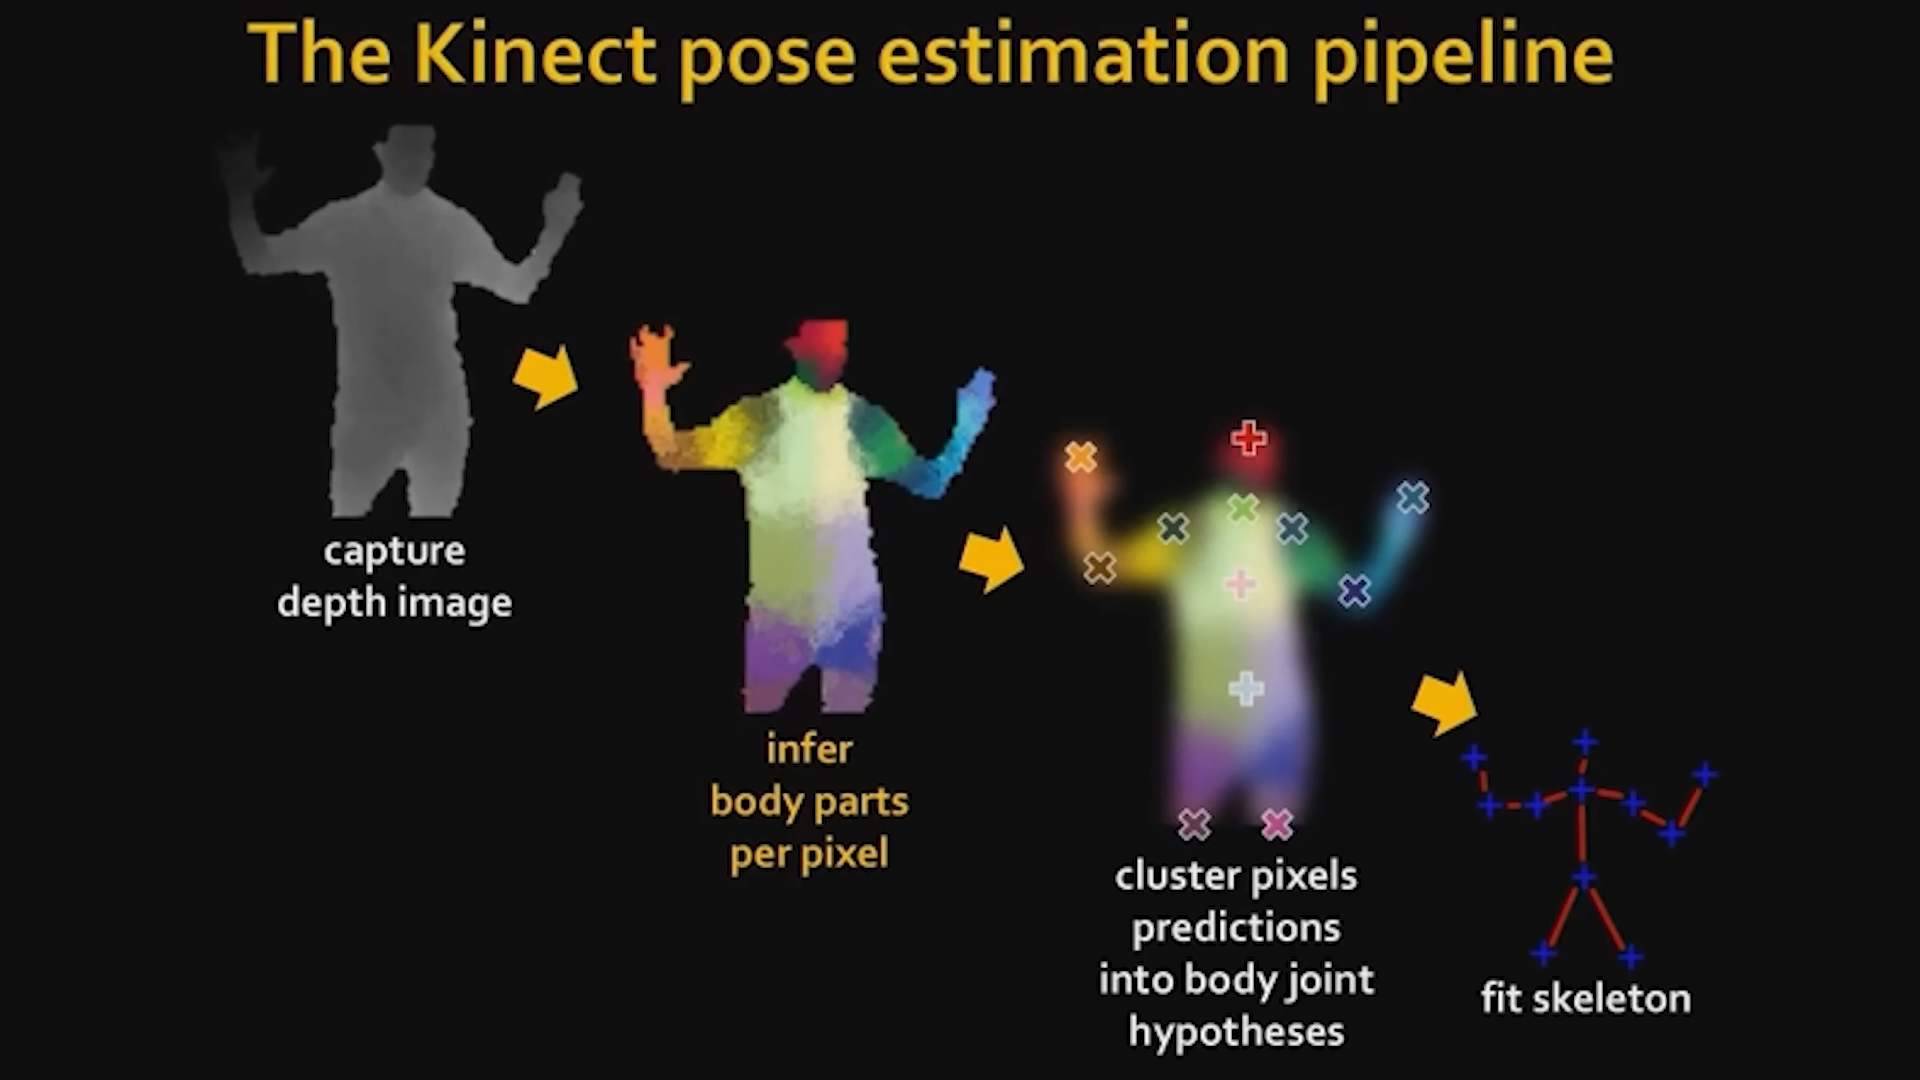 The Kinect pose estimation pipeline
capture
depth image
infer
body parts
per pixel
cluster pixels
predictions
into body joint
hypotheses
fit skeleton